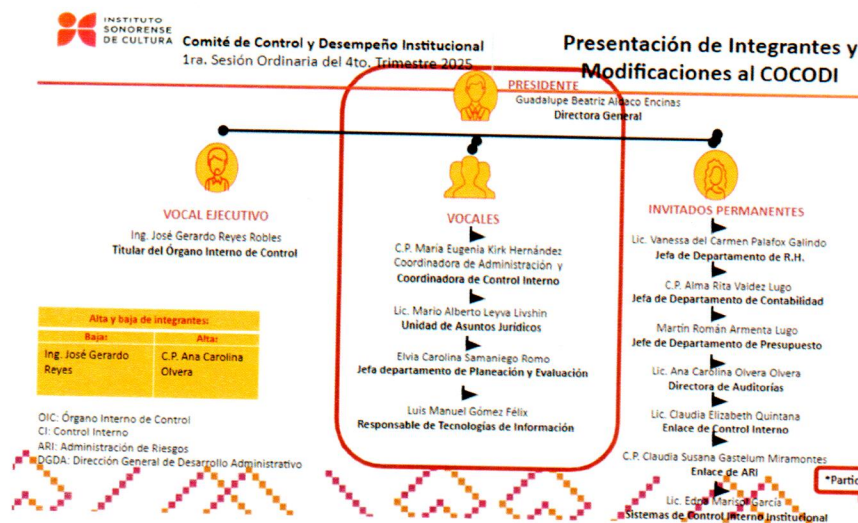 INSTITUTO
SONORENSE
DE CULTURA
Comité de Control y Desempeño Institucional
1ra. Sesión Ordinaria del 4to. Trimestre 2025
Presentación de Integrantes y
Modificaciones al COCODI
PRESIDENTE
Guadalupe Beatriz Aldaco Encinas
Directora General
VOCAL EJECUTIVO
Ing. José Gerardo Reyes Robles
Titular del Órgano Interno de Control
VOCALES
C.P. María Eugenia Kirk Hernández
Coordinadora de Administración y
Coordinadora de Control Interno
Lic. Mario Alberto Leyva Livshin
Unidad de Asuntos Jurídicos
Elvia Carolina Samaniego Romo
Jefa departamento de Planeación y Evaluación
Luis Manuel Gómez Félix
Responsable de Tecnologías de Información
INVITADOS PERMANENTES
Lic. Vanessa del Carmen Palafox Galindo
Jefa de Departamento de R.H.
C.P. Alma Rita Valdez Lugo
Jefa de Departamento de Contabilidad
Martín Román Armenta Lugo
Jefe de Departamento de Presupuesto
Lic. Ana Carolina Olvera Olvera
Directora de Auditorías
Lic. Claudia Elizabeth Quintana
Enlace de Control Interno
C.P. Claudia Susana Gastelum Miramontes
Enlace de ARI
Lic. Edna Marisol García
Sistemas de Control Interno Institucional
Alta y baja de integrantes:
Baja: Alta:
Ing. José Gerardo C.P. Ana Carolina
Reyes Olvera
OIC: Órgano Interno de Control
CI: Control Interno
ARI: Administración de Riesgos
DGDA: Dirección General de Desarrollo Administrativo